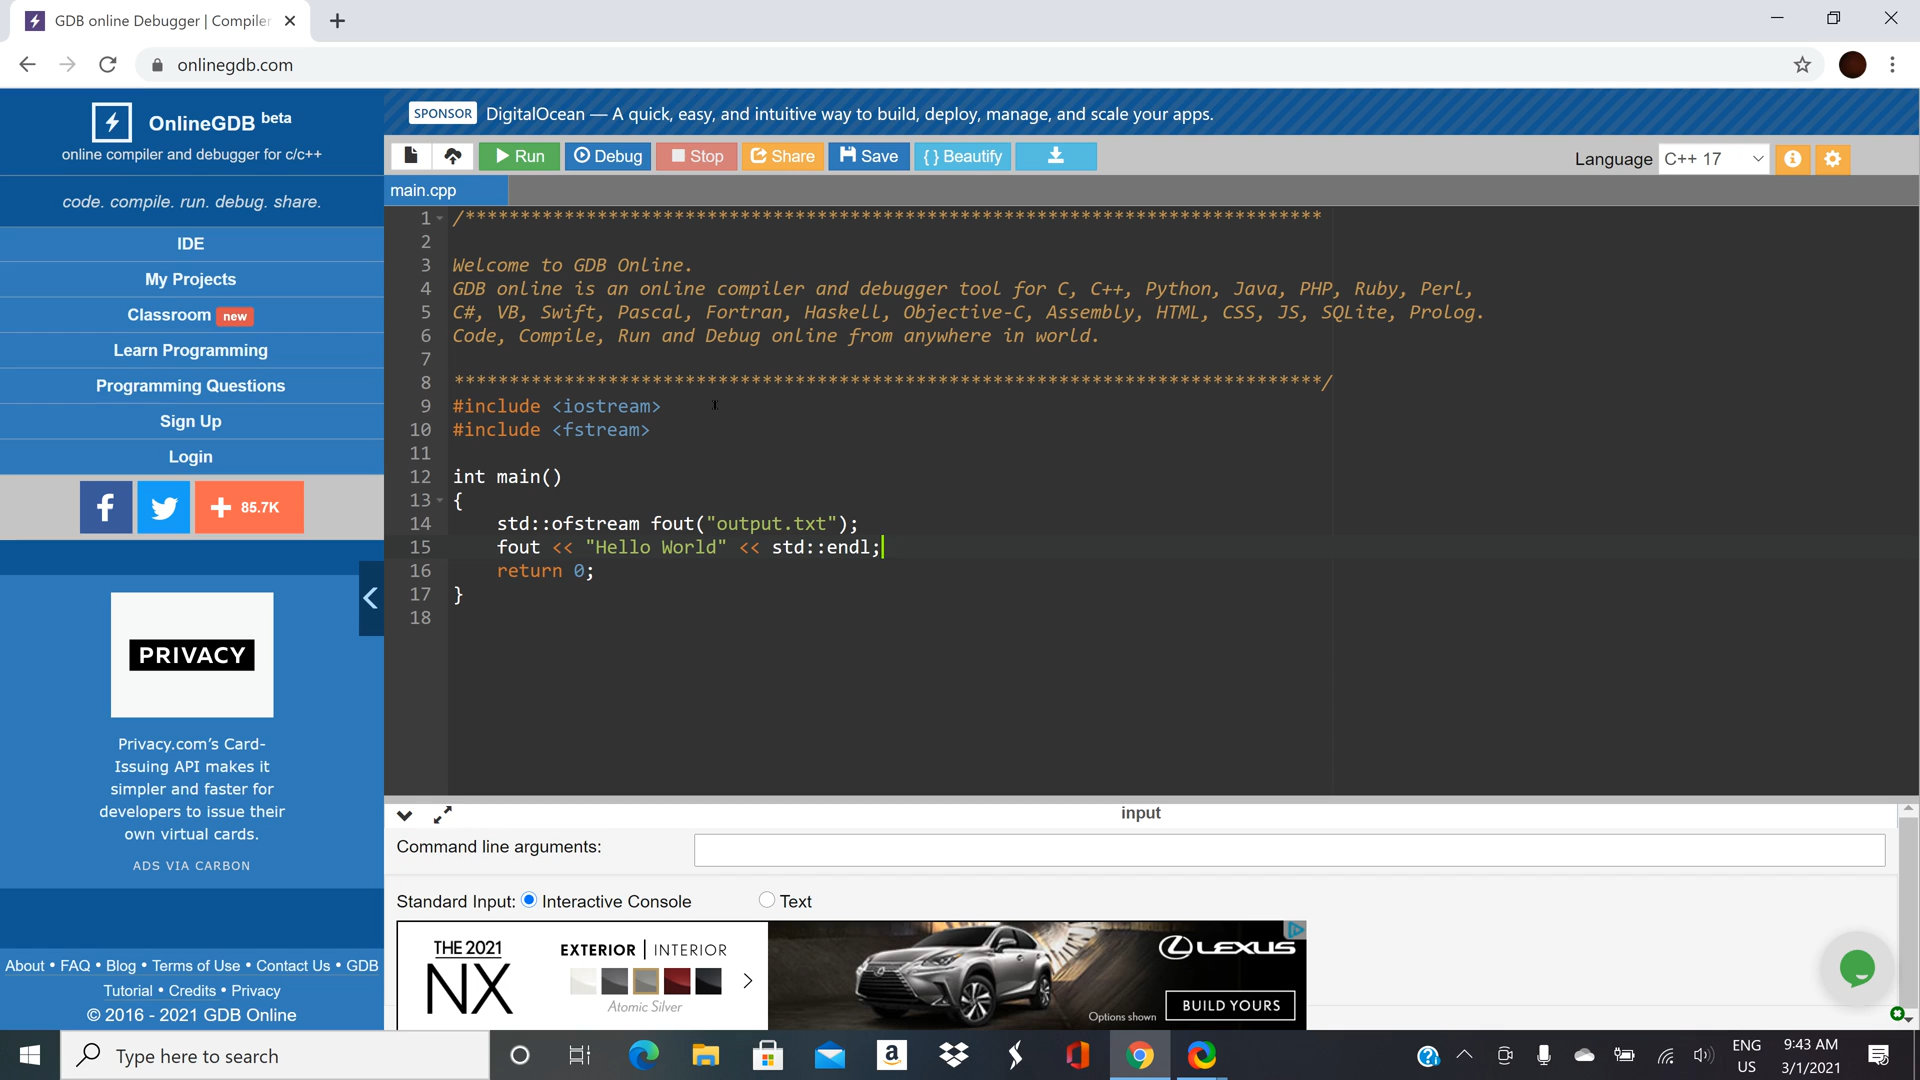 GDB online Debugger | Compiler
onlinegdb.com
OnlineGDB beta
online compiler and debugger for c/c++
code. compile. run. debug. share.
IDE
My Projects
Classroom new
Learn Programming
Programming Questions
Sign Up
Login
f
+ 85.7K
PRIVACY
Privacy.com's Card-
Issuing API makes it
simpler and faster for
developers to issue their
own virtual cards.
ADS VIA CARBON
About • FAQ • Blog • Terms of Use • Contact Us • GDB
Tutorial • Credits • Privacy
© 2016 - 2021 GDB Online
SPONSOR DigitalOcean — A quick, easy, and intuitive way to build, deploy, manage, and scale your apps.
Run Debug Stop Share Save { } Beautify
Language C++ 17
main.cpp
1 /******************************************************************************
2
3 Welcome to GDB Online.
4 GDB online is an online compiler and debugger tool for C, C++, Python, Java, PHP, Ruby, Perl,
5 C#, VB, Swift, Pascal, Fortran, Haskell, Objective-C, Assembly, HTML, CSS, JS, SQLite, Prolog.
6 Code, Compile, Run and Debug online from anywhere in world.
7
8 *******************************************************************************/
9 #include <iostream>
10 #include <fstream>
11
12 int main()
13 {
14 std::ofstream fout("output.txt");
15 fout << "Hello World" << std::endl;
16 return 0;
17 }
18
input
Command line arguments:
Standard Input: Interactive Console Text
THE 2021
NX
EXTERIOR | INTERIOR
Atomic Silver
LEXUS
Options shown
BUILD YOURS
Type here to search
ENG
US
9:43 AM
3/1/2021